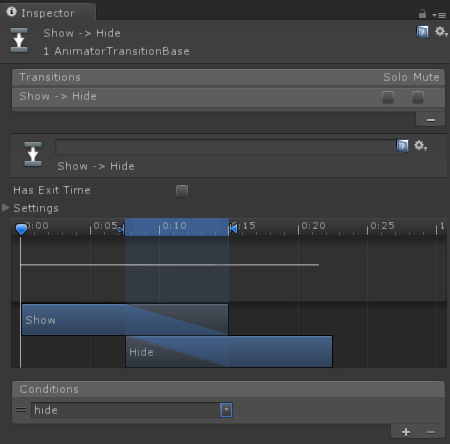 Inspector
Show -> Hide
1 AnimatorTransitionBase
Transitions Solo Mute
Show -> Hide
Show -> Hide
Has Exit Time
Settings
0:00 0:05 0:10 0:15 0:20 0:25 1
Show
Hide
Conditions
hide